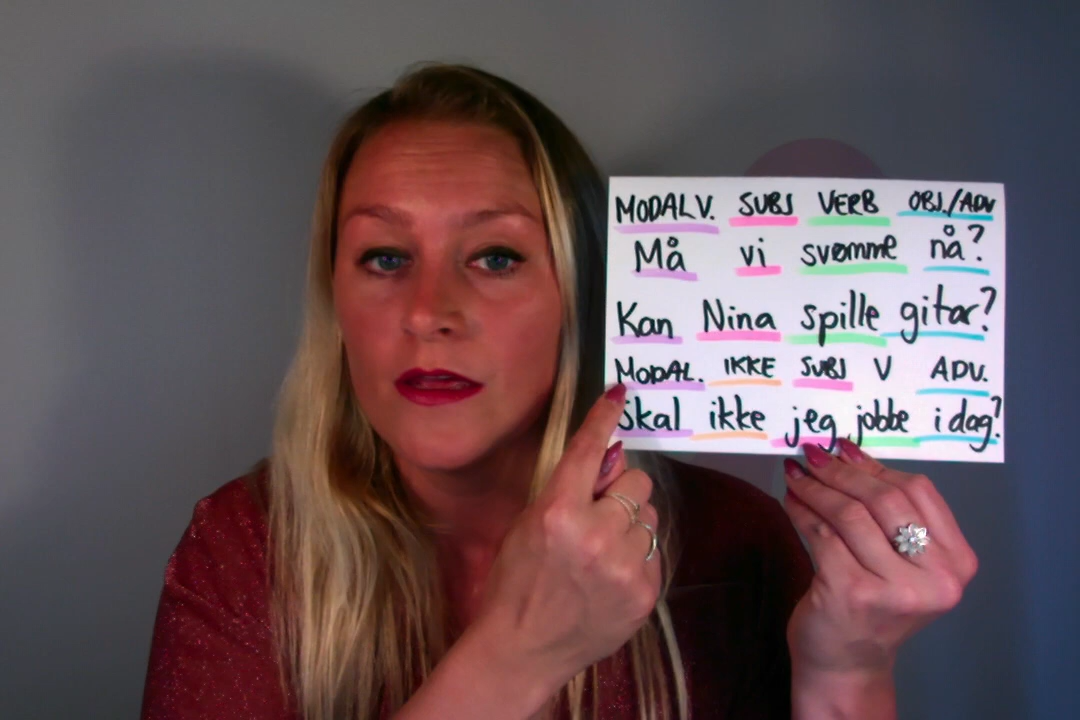 MODALV. SUBJ VERB OBJ./ADV
Må vi svømme nå?
Kan Nina spille gitar?
MODAL. IKKE SUBJ V ADV.
Skal ikke jeg jobbe i dag?